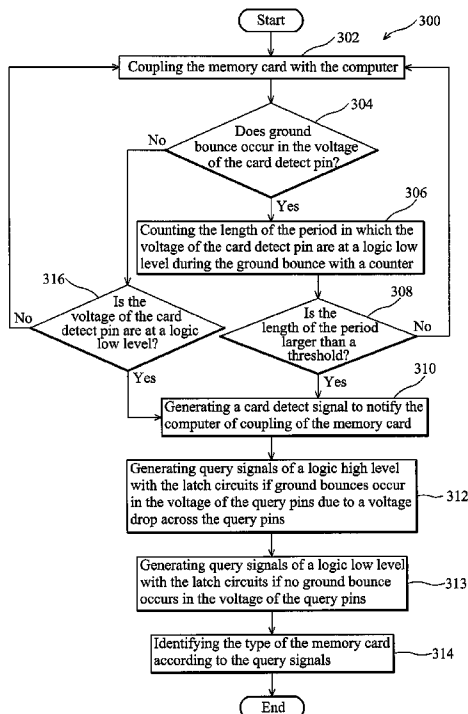 Start
300
302
Coupling the memory card with the computer
304
No
Does ground
bounce occur in the voltage
of the card detect pin?
Yes
306
Counting the length of the period in which the
voltage of the card detect pin are at a logic low
level during the ground bounce with a counter
316
308
No
Is the
voltage of the card
detect pin are at a logic
low level?
Is the
length of the period
larger than a
threshold?
No
Yes
Yes
310
Generating a card detect signal to notify the
computer of coupling of the memory card
Generating query signals of a logic high level
with the latch circuits if ground bounces occur
in the voltage of the query pins due to a voltage
drop across the query pins
312
Generating query signals of a logic low level
with the latch circuits if no ground bounce
occurs in the voltage of the query pins
313
Identifying the type of the memory card
according to the query signals
314
End